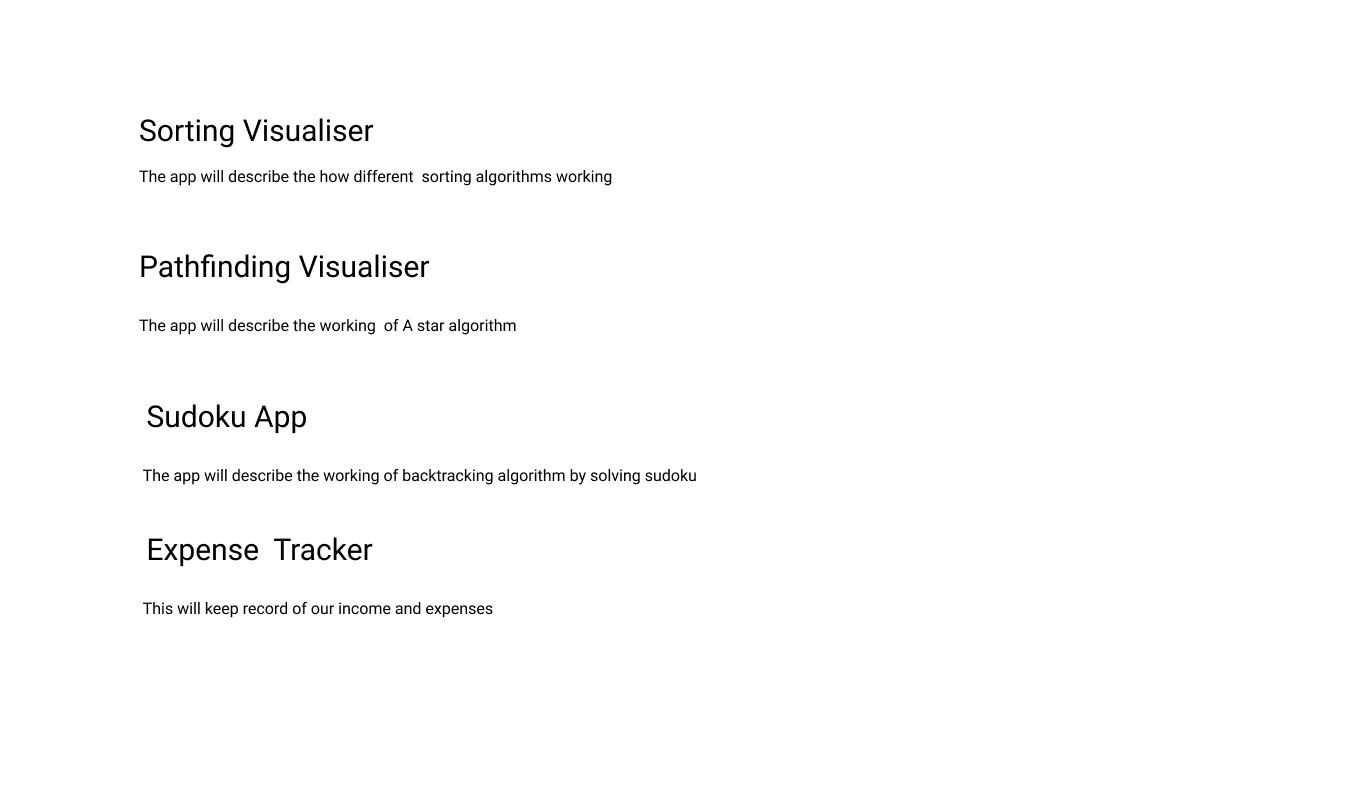 Sorting Visualiser
The app will describe the how different  sorting algorithms working
Pathfinding Visualiser
The app will describe the working  of A star algorithm
Sudoku App
The app will describe the working of backtracking algorithm by solving sudoku
Expense  Tracker
This will keep record of our income and expenses